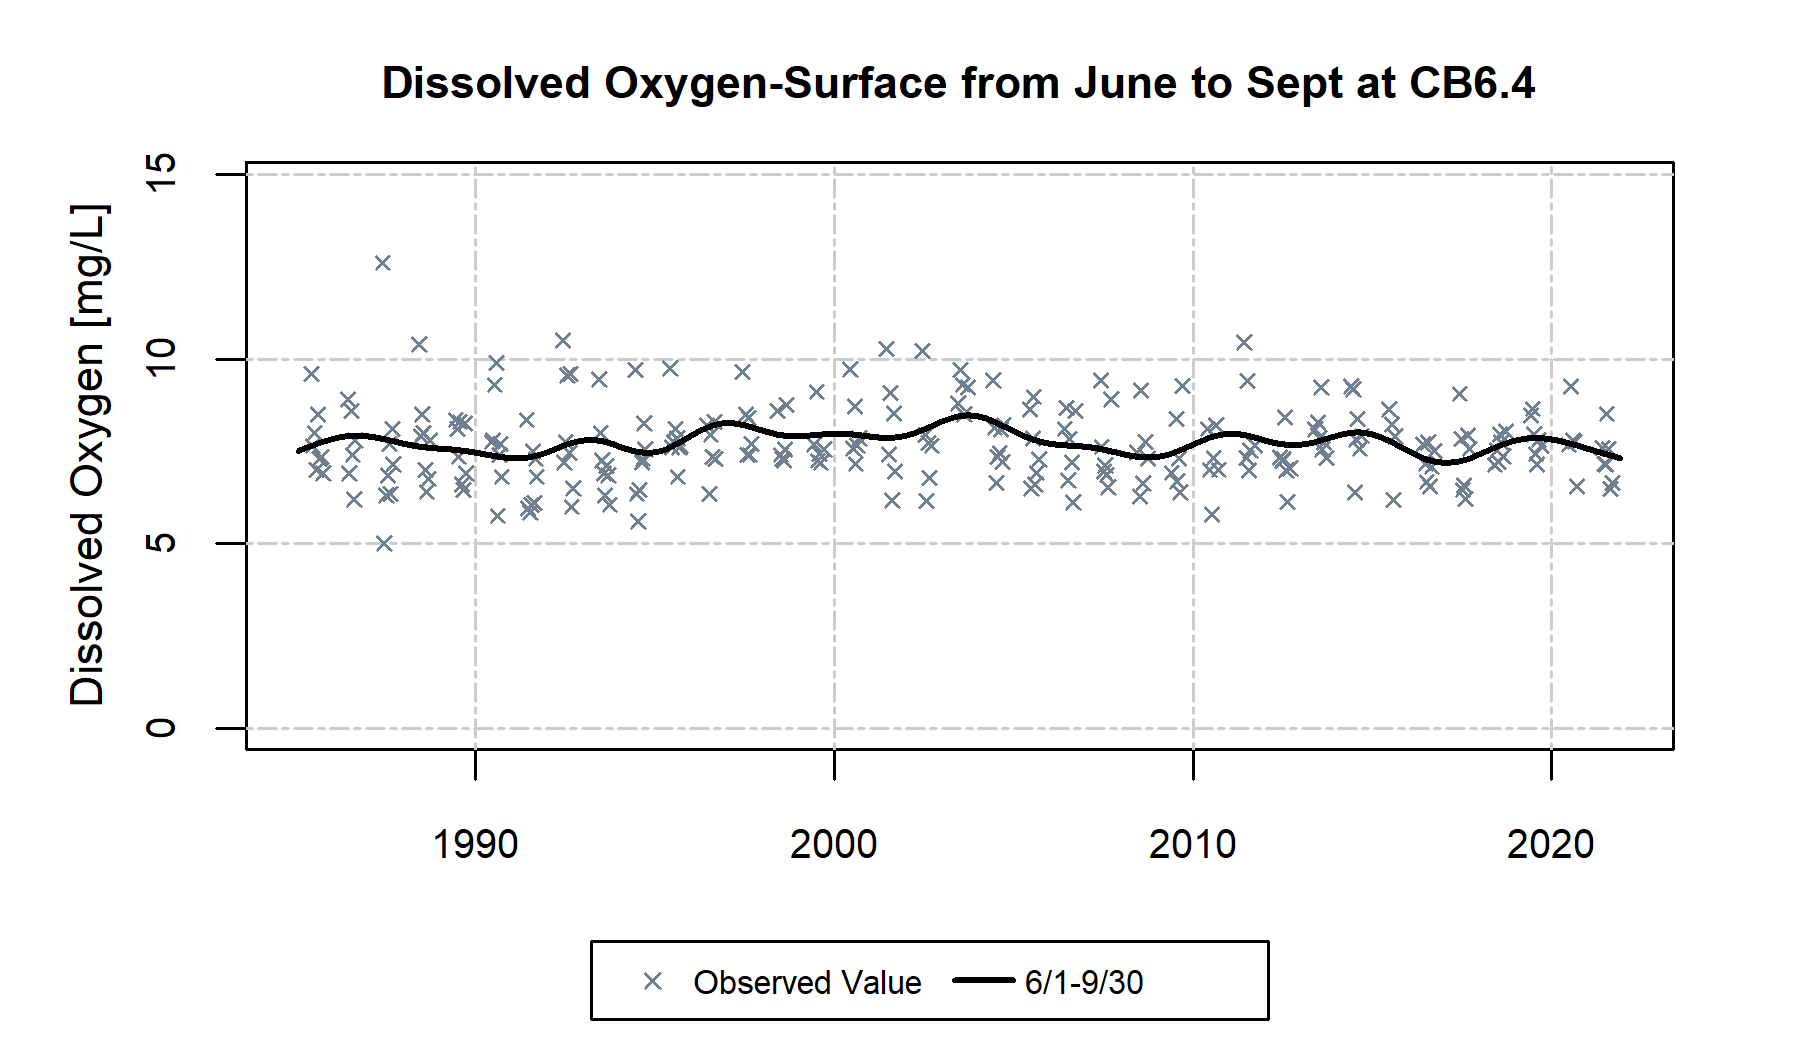 Dissolved Oxygen-Surface from June to Sept at CB6.4
Dissolved Oxygen [mg/L]
15
10
5
0
1990 2000 2010 2020
Observed Value 6/1-9/30